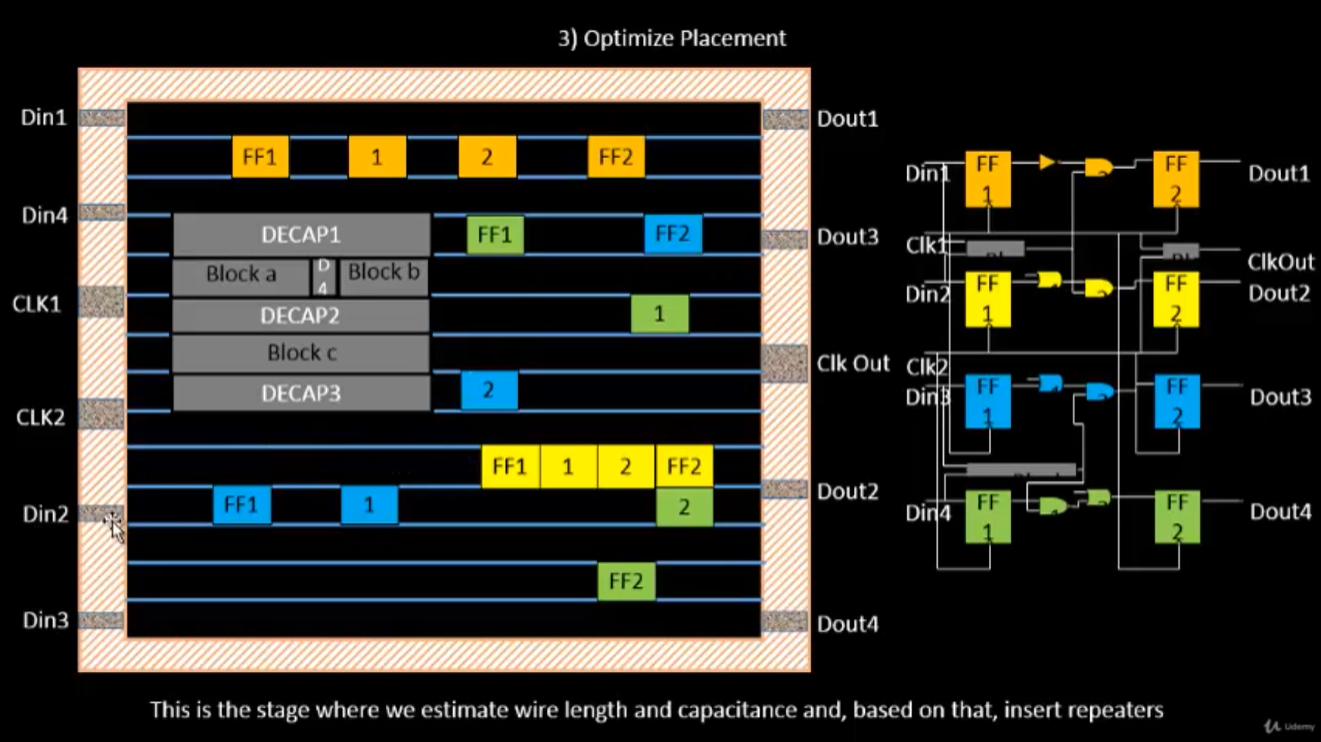 3) Optimize Placement
Din1
Din4
CLK1
CLK2
Din2
Din3
FF1 1 2 FF2
DECAP1
Block a
D
4
Block b
DECAP2
Block c
DECAP3
FF1
FF2
1
2
FF1 1 2 FF2
FF1 1
2
FF2
Dout1
Dout3
Clk Out
Dout2
Dout4
Din1
FF
1
FF
2
Dout1
Clk1
ClkOut
Din2
FF
1
FF
2
Dout2
Clk2
Din3
FF
1
FF
2
Dout3
Din4
FF
1
FF
2
Dout4
This is the stage where we estimate wire length and capacitance and, based on that, insert repeaters
Udemy